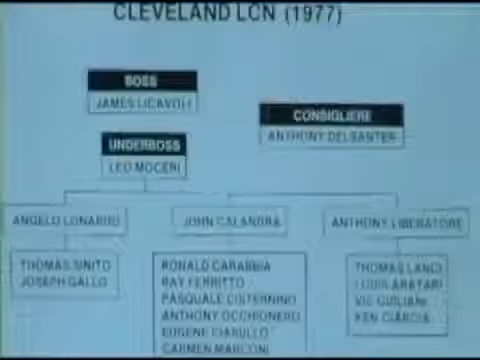 CLEVELAND LCN (1977)
BOSS
JAMES LICAVOLI
CONSIGLIERE
ANTHONY DELSANTER
UNDERBOSS
LEO MOCERI
ANGELO LONARDO
JOHN CALANDRA
ANTHONY LIBERATORE
THOMAS SINITO
JOSEPH GALLO
RONALD CARABBIA
RAY FERRITTO
PASQUALE CISTERNINO
ANTHONY OCCHIONERO
EUGENE CIASULLO
CARMEN MARCONI
THOMAS LANCI
LOUIS ARATARI
VIC GUILIANI
KEN CIARCIA